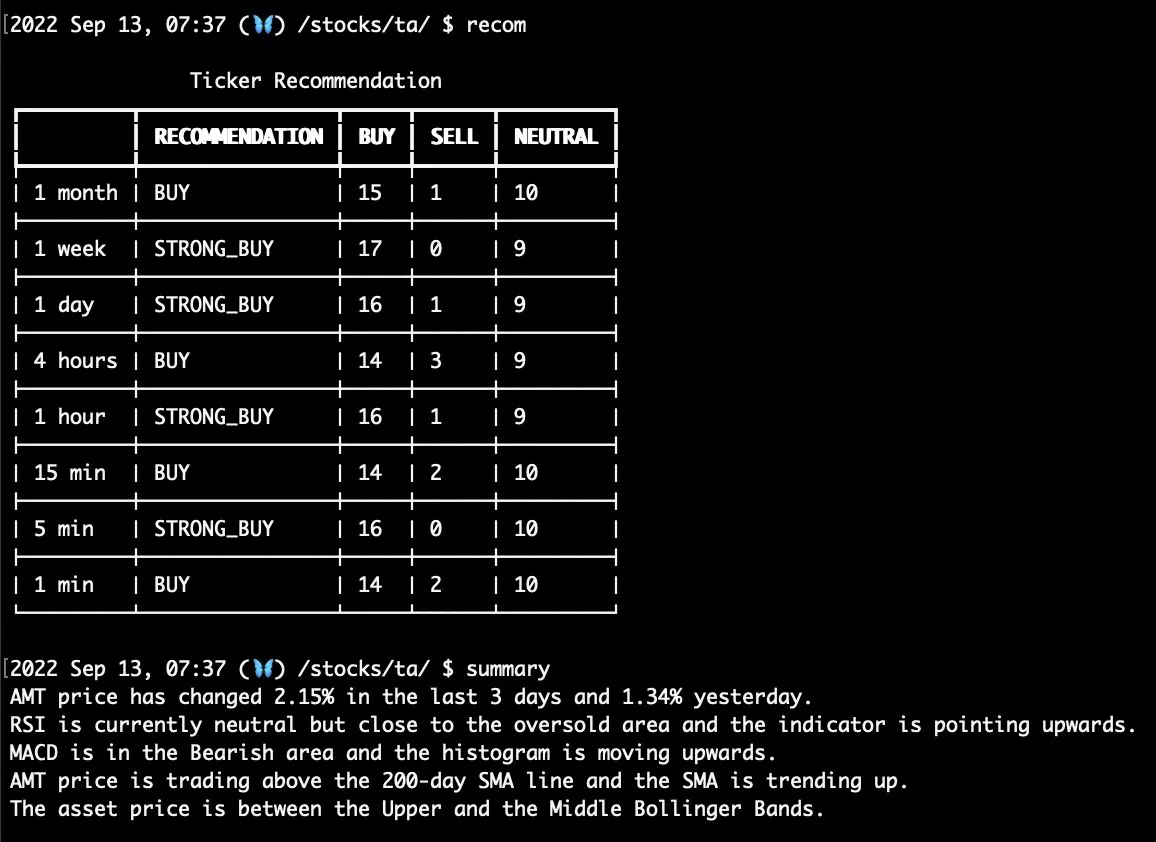 [2022 Sep 13, 07:37 (🦋) /stocks/ta/ $ recom
Ticker Recommendation
RECOMMENDATION BUY SELL NEUTRAL
1 month BUY 15 1 10
1 week STRONG_BUY 17 0 9
1 day STRONG_BUY 16 1 9
4 hours BUY 14 3 9
1 hour STRONG_BUY 16 1 9
15 min BUY 14 2 10
5 min STRONG_BUY 16 0 10
1 min BUY 14 2 10
[2022 Sep 13, 07:37 (🦋) /stocks/ta/ $ summary
AMT price has changed 2.15% in the last 3 days and 1.34% yesterday.
RSI is currently neutral but close to the oversold area and the indicator is pointing upwards.
MACD is in the Bearish area and the histogram is moving upwards.
AMT price is trading above the 200-day SMA line and the SMA is trending up.
The asset price is between the Upper and the Middle Bollinger Bands.